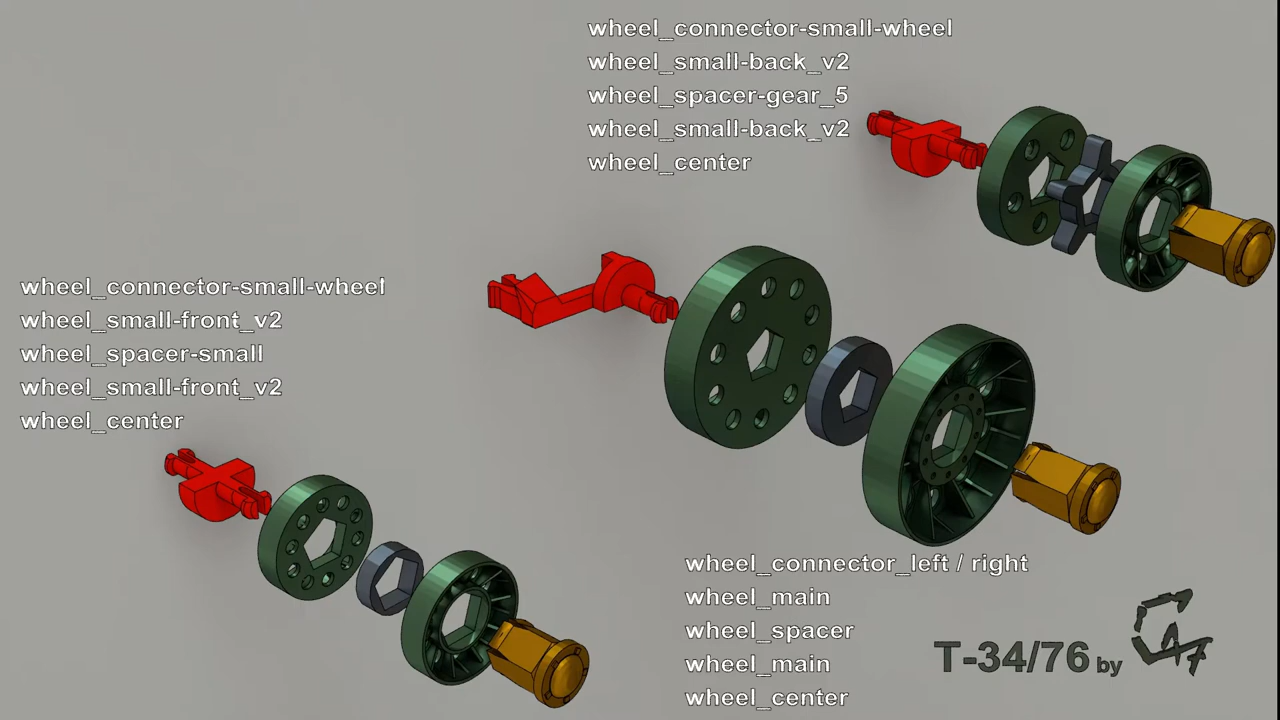 wheel_connector-small-wheel
wheel_small-back_v2
wheel_spacer-gear_5
wheel_small-back_v2
wheel_center
wheel_connector-small-wheel
wheel_small-front_v2
wheel_spacer-small
wheel_small-front_v2
wheel_center
wheel_connector_left / right
wheel_main
wheel_spacer
wheel_main
wheel_center
T-34/76 by